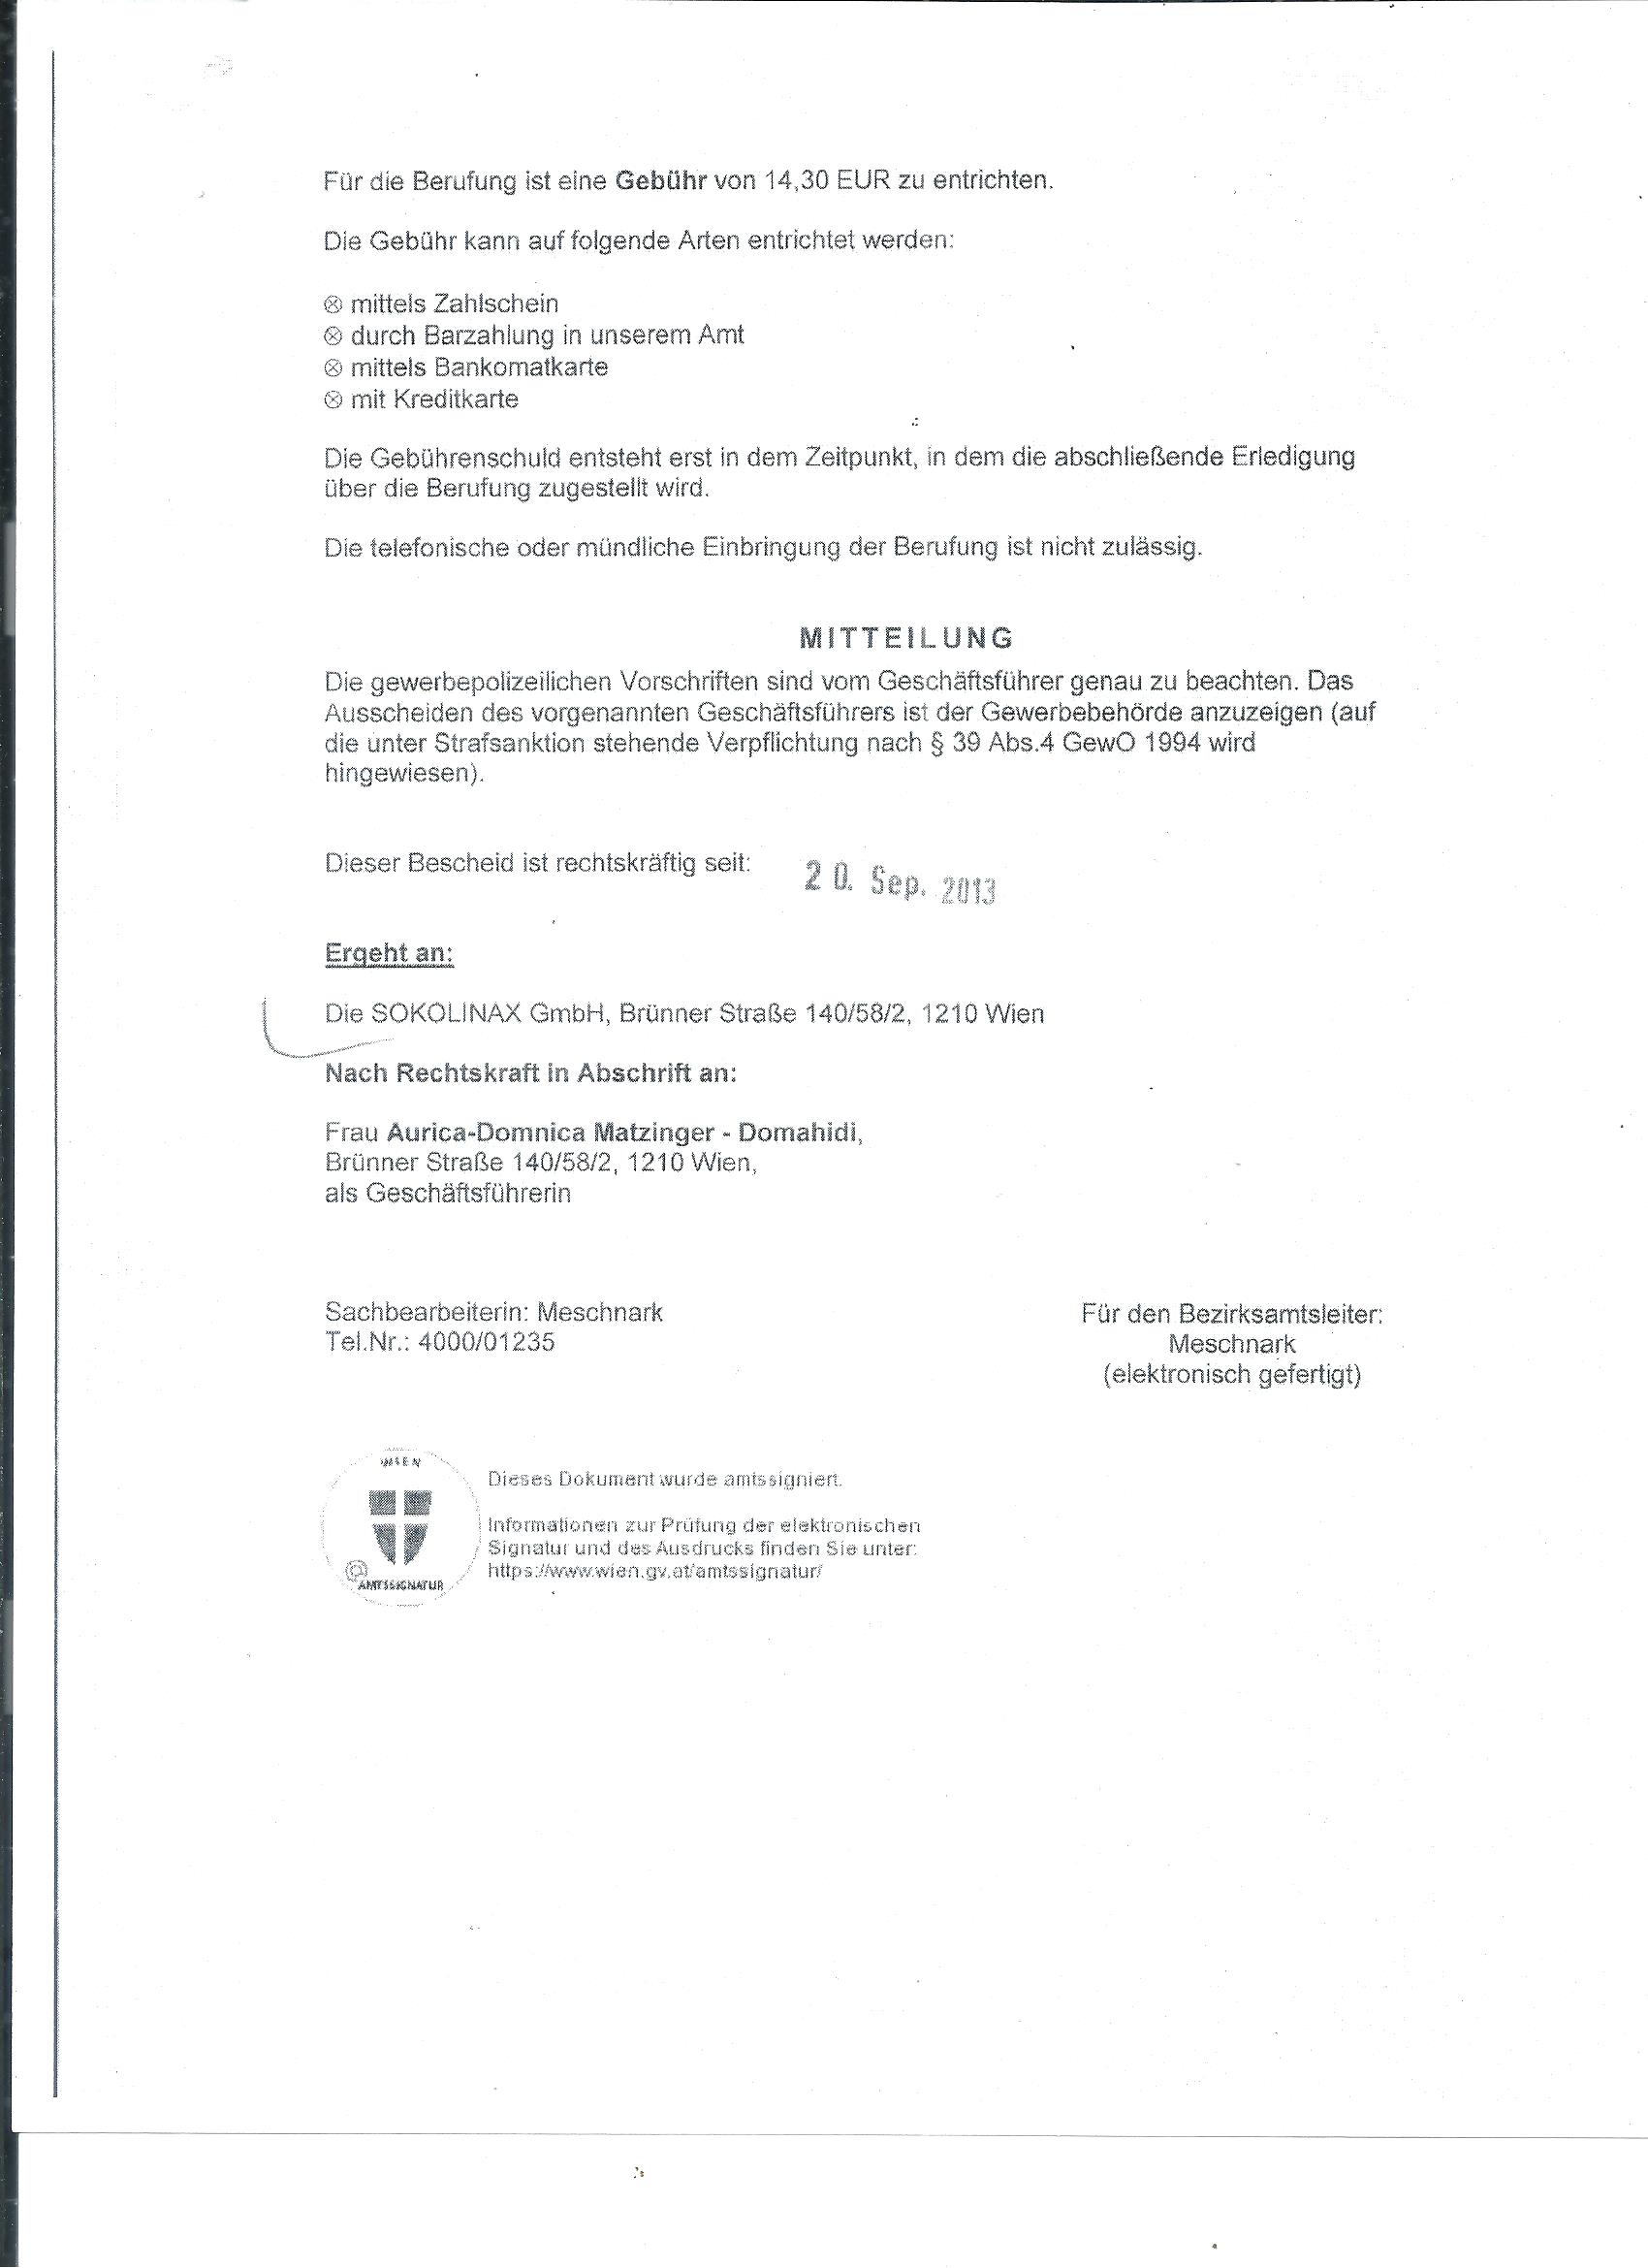 Für die Berufung ist eine Gebühr von 14,30 EUR zu entrichten.
Die Gebühr kann auf folgende Arten entrichtet werden:
⊗ mittels Zahlschein
⊗ durch Barzahlung in unserem Amt
⊗ mittels Bankomatkarte
⊗ mit Kreditkarte
Die Gebührenschuld entsteht erst in dem Zeitpunkt, in dem die abschließende Erledigung
über die Berufung zugestellt wird.
Die telefonische oder mündliche Einbringung der Berufung ist nicht zulässig.
MITTEILUNG
Die gewerbepolizeilichen Vorschriften sind vom Geschäftsführer genau zu beachten. Das
Ausscheiden des vorgenannten Geschäftsführers ist der Gewerbebehörde anzuzeigen (auf
die unter Strafsanktion stehende Verpflichtung nach § 39 Abs.4 GewO 1994 wird
hingewiesen).
Dieser Bescheid ist rechtskräftig seit: 20. Sep. 2013
Ergeht an:
Die SOKOLINAX GmbH, Brünner Straße 140/58/2, 1210 Wien
Nach Rechtskraft in Abschrift an:
Frau Aurica-Domnica Matzinger - Domahidi,
Brünner Straße 140/58/2, 1210 Wien,
als Geschäftsführerin
Sachbearbeiterin: Meschnark
Tel.Nr.: 4000/01235
Für den Bezirksamtsleiter:
Meschnark
(elektronisch gefertigt)
WIEN
@
AMTSSIGNATUR
Dieses Dokument wurde amtssigniert.
Informationen zur Prüfung der elektronischen
Signatur und des Ausdrucks finden Sie unter:
https://www.wien.gv.at/amtssignatur/